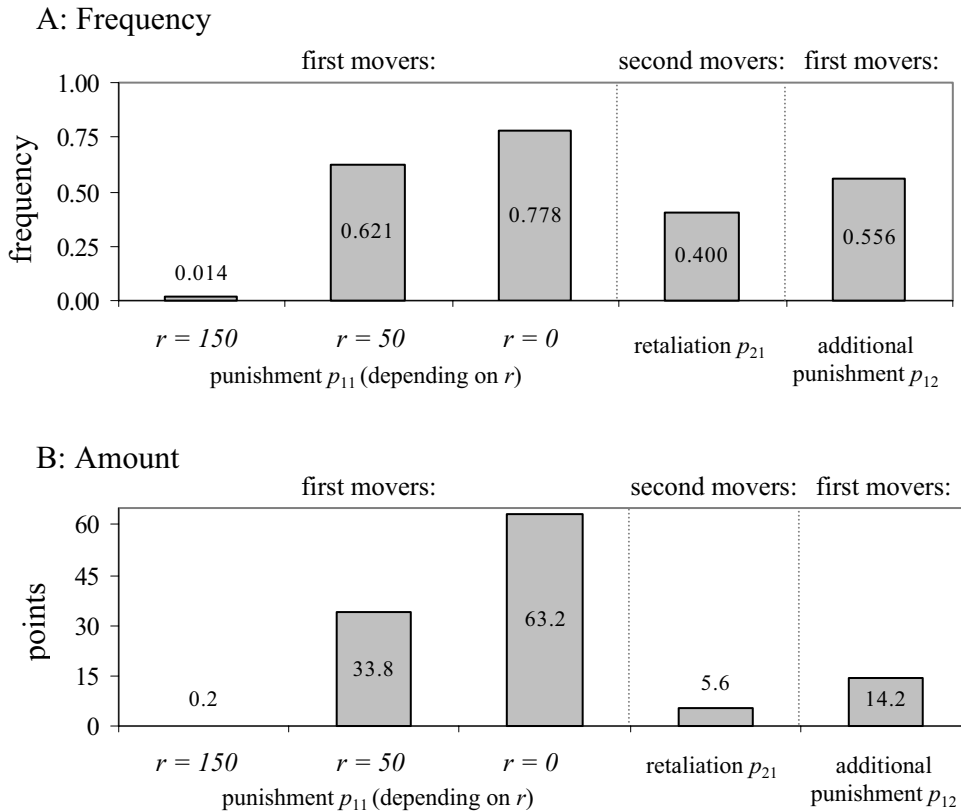 A: Frequency
first movers: second movers: first movers:
1.00
0.75
0.50
0.25
0.00
frequency
0.014
0.621
0.778
0.400
0.556
r = 150 r = 50 r = 0
punishment p₁₁ (depending on r)
retaliation p₂₁
additional
punishment p₁₂
B: Amount
first movers: second movers: first movers:
60
45
30
15
0
points
0.2
33.8
63.2
5.6
14.2
r = 150 r = 50 r = 0
punishment p₁₁ (depending on r)
retaliation p₂₁
additional
punishment p₁₂